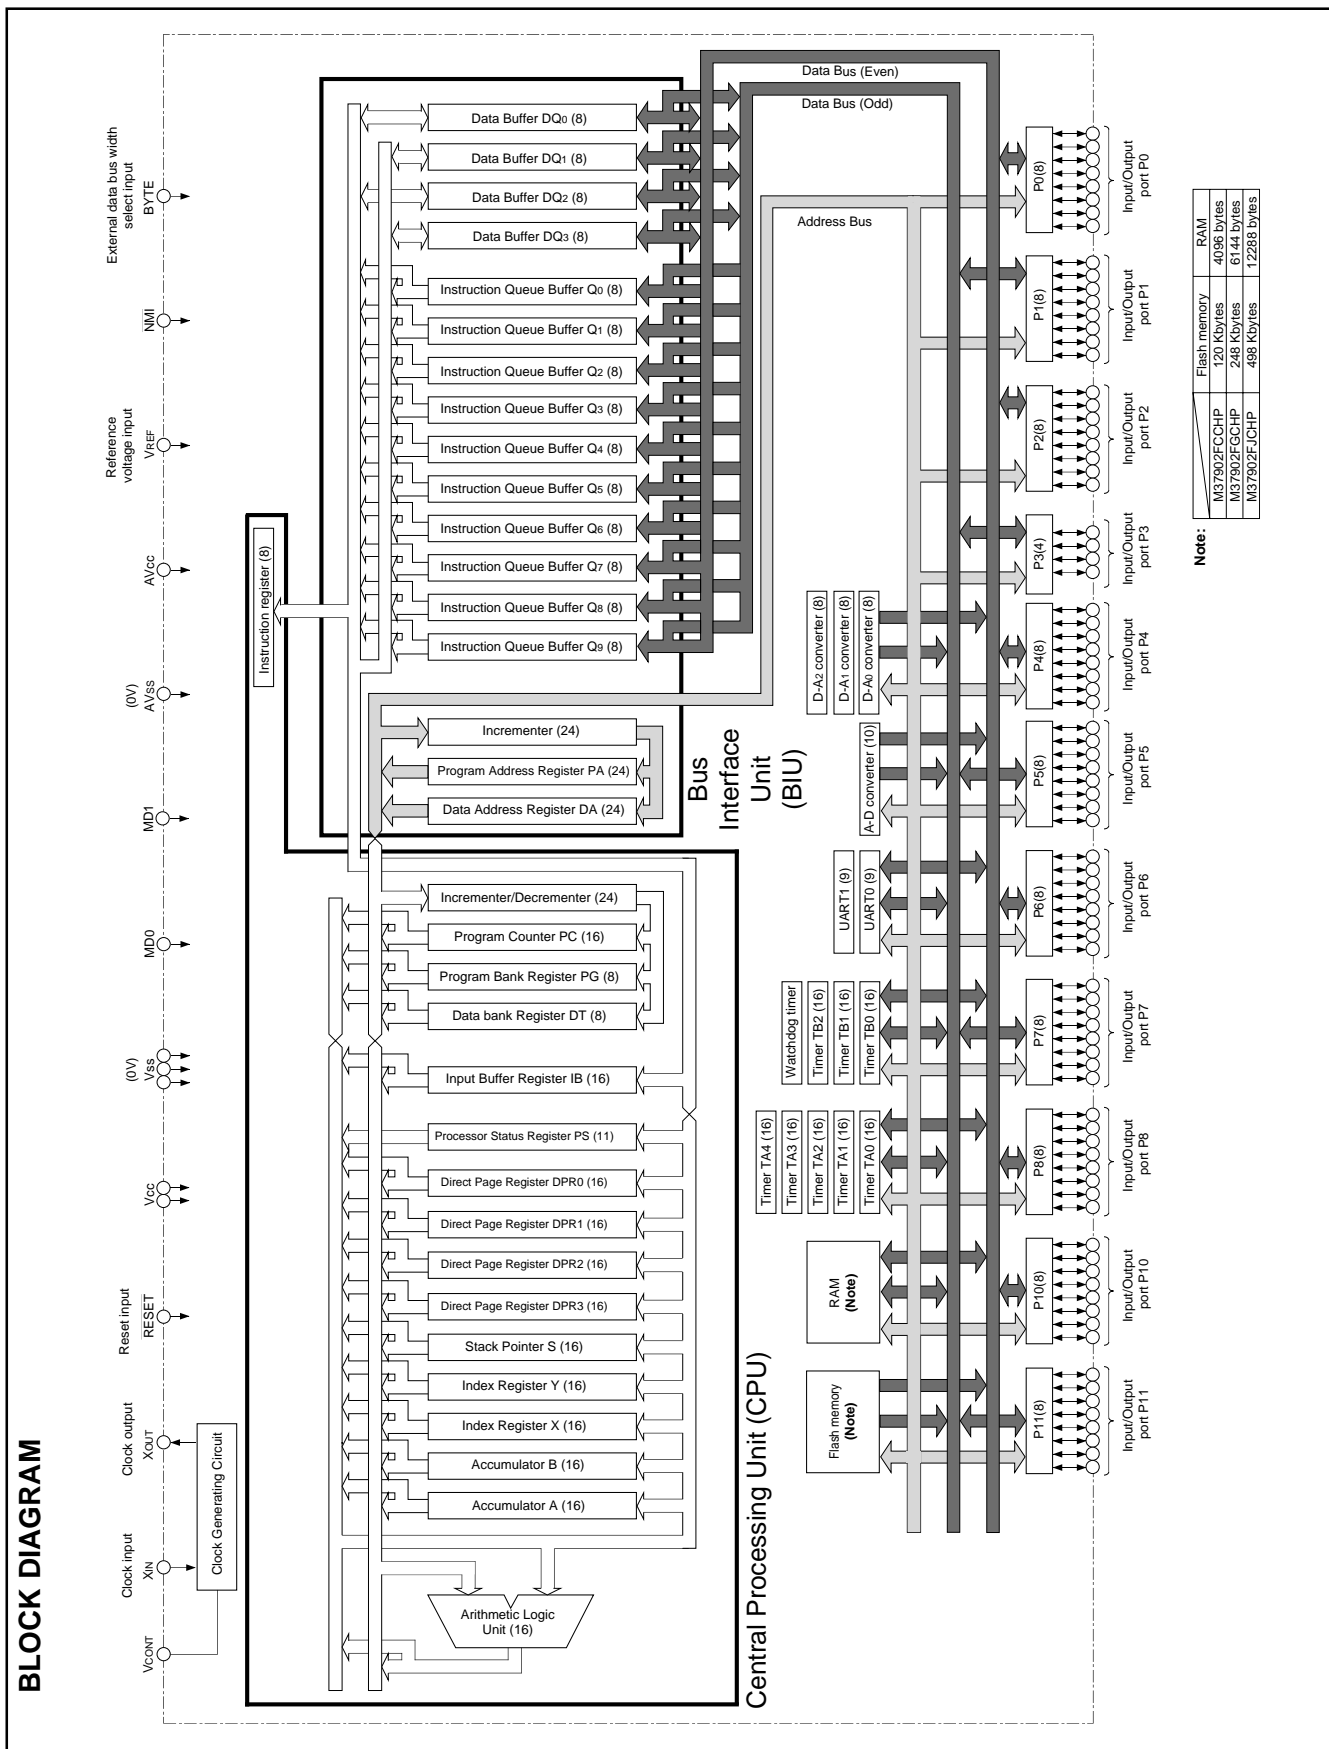 BLOCK DIAGRAM
External data bus width
select input
BYTE
NMI
Reference
voltage input
VREF
AVcc
(0V)
AVss
MD1
MD0
(0V)
Vss
Vcc
Reset input
RESET
Clock output
XOUT
Clock input
XIN
VCONT
Clock Generating Circuit
Instruction register (8)
Data Buffer DQ0 (8)
Data Buffer DQ1 (8)
Data Buffer DQ2 (8)
Data Buffer DQ3 (8)
Instruction Queue Buffer Q0 (8)
Instruction Queue Buffer Q1 (8)
Instruction Queue Buffer Q2 (8)
Instruction Queue Buffer Q3 (8)
Instruction Queue Buffer Q4 (8)
Instruction Queue Buffer Q5 (8)
Instruction Queue Buffer Q6 (8)
Instruction Queue Buffer Q7 (8)
Instruction Queue Buffer Q8 (8)
Instruction Queue Buffer Q9 (8)
Incrementer (24)
Program Address Register PA (24)
Data Address Register DA (24)
Bus
Interface
Unit
(BIU)
Incrementer/Decrementer (24)
Program Counter PC (16)
Program Bank Register PG (8)
Data bank Register DT (8)
Input Buffer Register IB (16)
Processor Status Register PS (11)
Direct Page Register DPR0 (16)
Direct Page Register DPR1 (16)
Direct Page Register DPR2 (16)
Direct Page Register DPR3 (16)
Stack Pointer S (16)
Index Register Y (16)
Index Register X (16)
Accumulator B (16)
Accumulator A (16)
Arithmetic Logic
Unit (16)
Central Processing Unit (CPU)
Data Bus (Even)
Data Bus (Odd)
Address Bus
D-A2 converter (8)
D-A1 converter (8)
D-A0 converter (8)
A-D converter (10)
UART1 (9)
UART0 (9)
Watchdog timer
Timer TB2 (16)
Timer TB1 (16)
Timer TB0 (16)
Timer TA4 (16)
Timer TA3 (16)
Timer TA2 (16)
Timer TA1 (16)
Timer TA0 (16)
RAM
(Note)
Flash memory
(Note)
P0(8)
P1(8)
P2(8)
P3(4)
P4(8)
P5(8)
P6(8)
P7(8)
P8(8)
P10(8)
P11(8)
Input/Output
port P0
Input/Output
port P1
Input/Output
port P2
Input/Output
port P3
Input/Output
port P4
Input/Output
port P5
Input/Output
port P6
Input/Output
port P7
Input/Output
port P8
Input/Output
port P10
Input/Output
port P11
Note:
Flash memory RAM
M37902FCCHP 120 Kbytes 4096 bytes
M37902FGCHP 248 Kbytes 6144 bytes
M37902FJCHP 498 Kbytes 12288 bytes